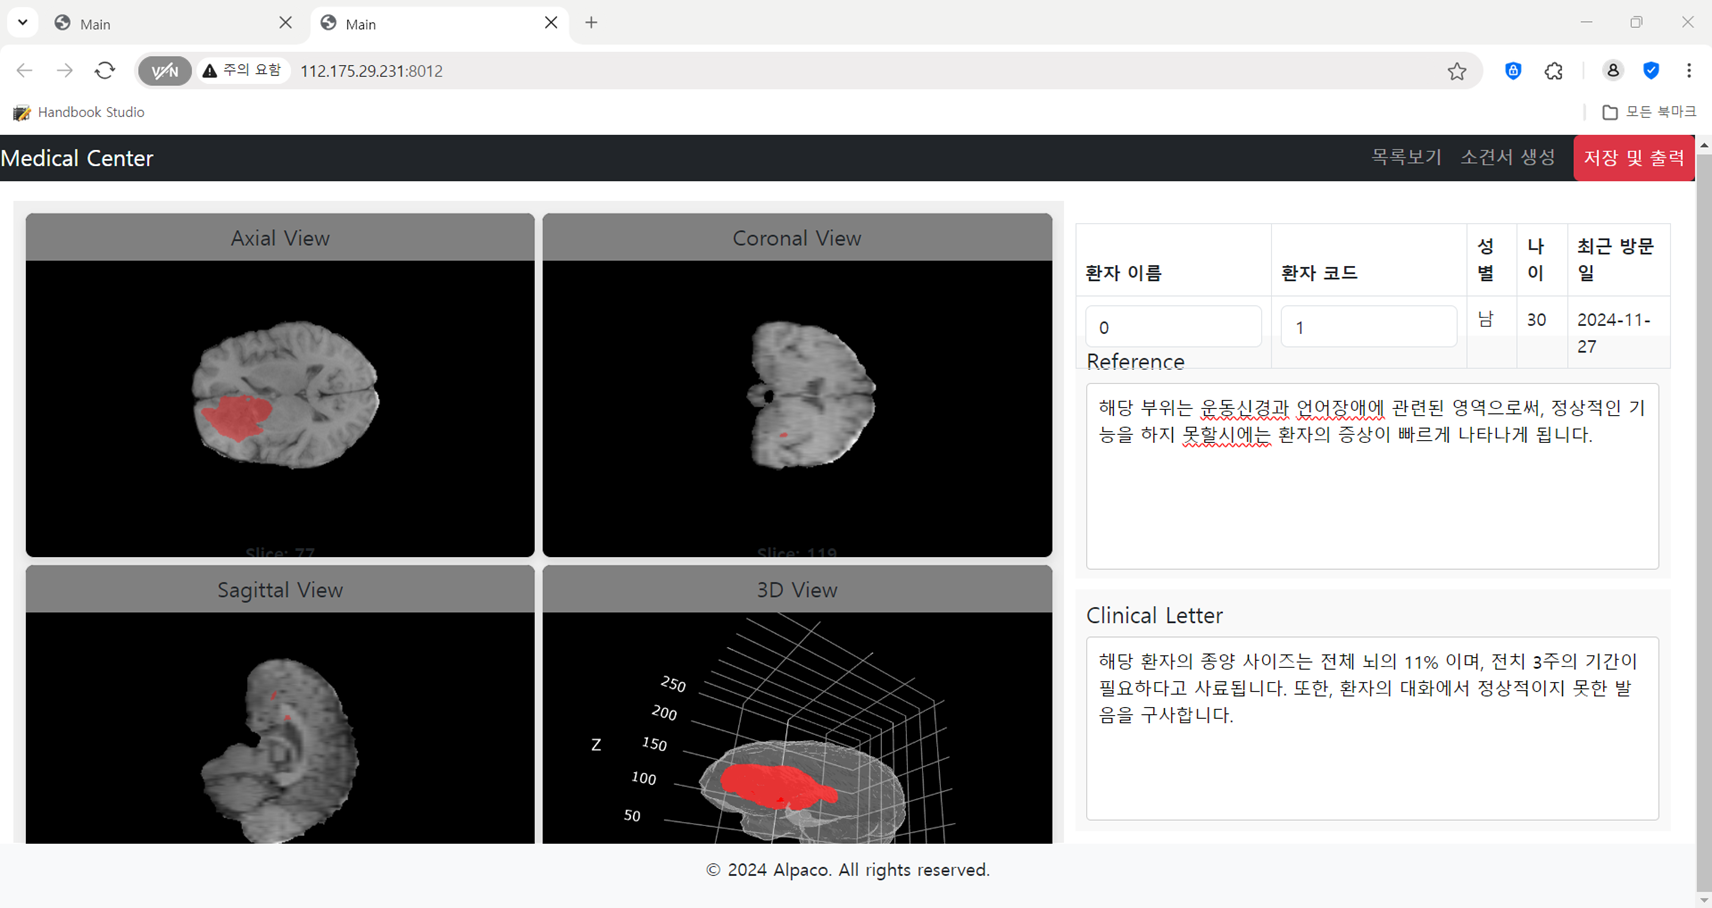 Main
Main
VPN
주의 요함
112.175.29.231:8012
Handbook Studio
모든 북마크
Medical Center
목록보기
소견서 생성
저장 및 출력
Axial View
Slice: 77
Coronal View
Slice: 119
Sagittal View
3D View
250
200
Z
150
100
50
환자 이름
환자 코드
성
별
나
이
최근 방문
일
0
1
남
30
2024-11-
27
Reference
해당 부위는 운동신경과 언어장애에 관련된 영역으로써, 정상적인 기
능을 하지 못할시에는 환자의 증상이 빠르게 나타나게 됩니다.
Clinical Letter
해당 환자의 종양 사이즈는 전체 뇌의 11% 이며, 전치 3주의 기간이
필요하다고 사료됩니다. 또한, 환자의 대화에서 정상적이지 못한 발
음을 구사합니다.
© 2024 Alpaco. All rights reserved.